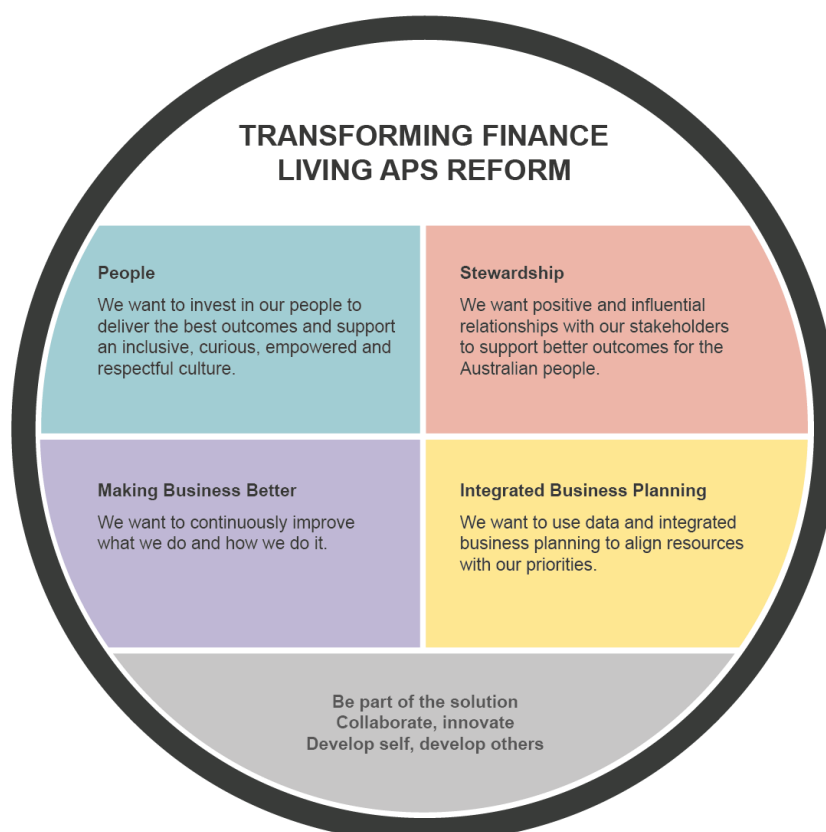 TRANSFORMING FINANCE
LIVING APS REFORM
People
We want to invest in our people to
deliver the best outcomes and support
an inclusive, curious, empowered and
respectful culture.
Stewardship
We want positive and influential
relationships with our stakeholders
to support better outcomes for the
Australian people.
Making Business Better
We want to continuously improve
what we do and how we do it.
Integrated Business Planning
We want to use data and integrated
business planning to align resources
with our priorities.
Be part of the solution
Collaborate, innovate
Develop self, develop others